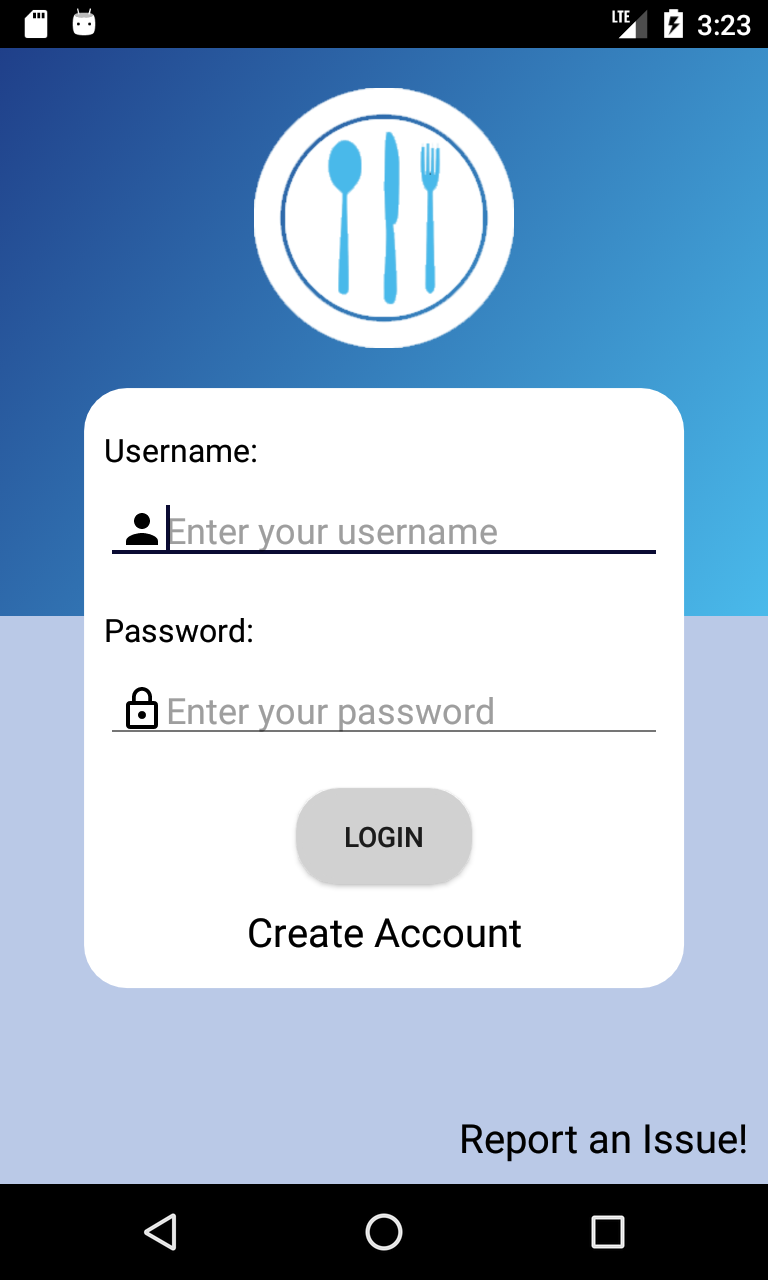 LTE 3:23
Username:
Enter your username
Password:
Enter your password
LOGIN
Create Account
Report an Issue!